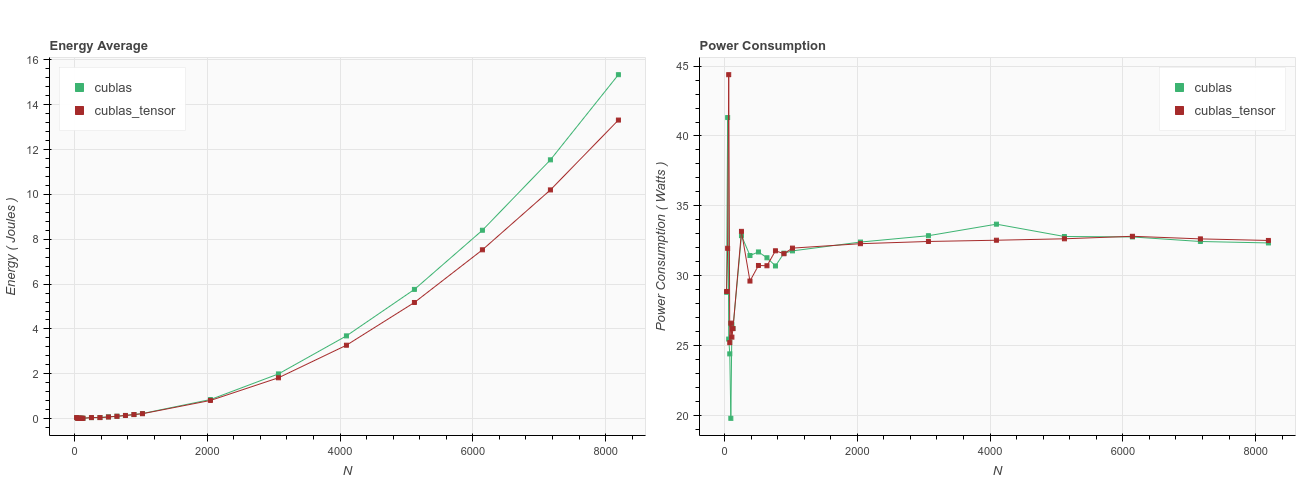 Energy Average
cublas
cublas_tensor
Energy ( Joules )
16
14
12
10
8
6
4
2
0
0 2000 4000 6000 8000
N
Power Consumption
cublas
cublas_tensor
Power Consumption ( Watts )
45
40
35
30
25
20
0 2000 4000 6000 8000
N